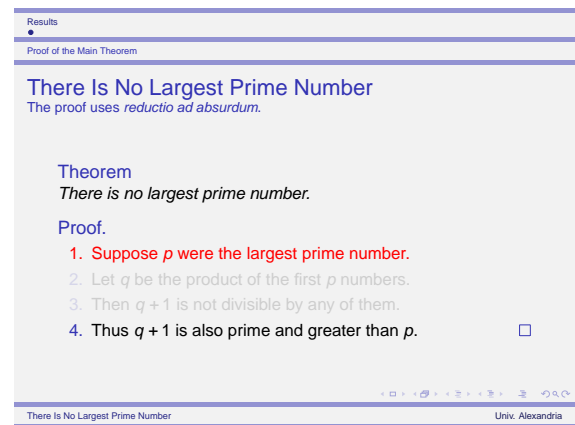 Results
Proof of the Main Theorem
There Is No Largest Prime Number
The proof uses reductio ad absurdum.
Theorem
There is no largest prime number.
Proof.
1. Suppose p were the largest prime number.
2. Let q be the product of the first p numbers.
3. Then q + 1 is not divisible by any of them.
4. Thus q + 1 is also prime and greater than p. □
There Is No Largest Prime Number Univ. Alexandria